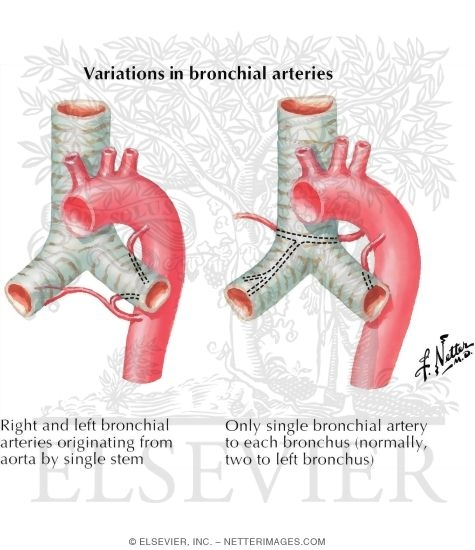 Variations in bronchial arteries
F. Netter
M.D.
Right and left bronchial
arteries originating from
aorta by single stem
Only single bronchial artery
to each bronchus (normally,
two to left bronchus)
ELSEVIER
© ELSEVIER, INC. – NETTERIMAGES.COM